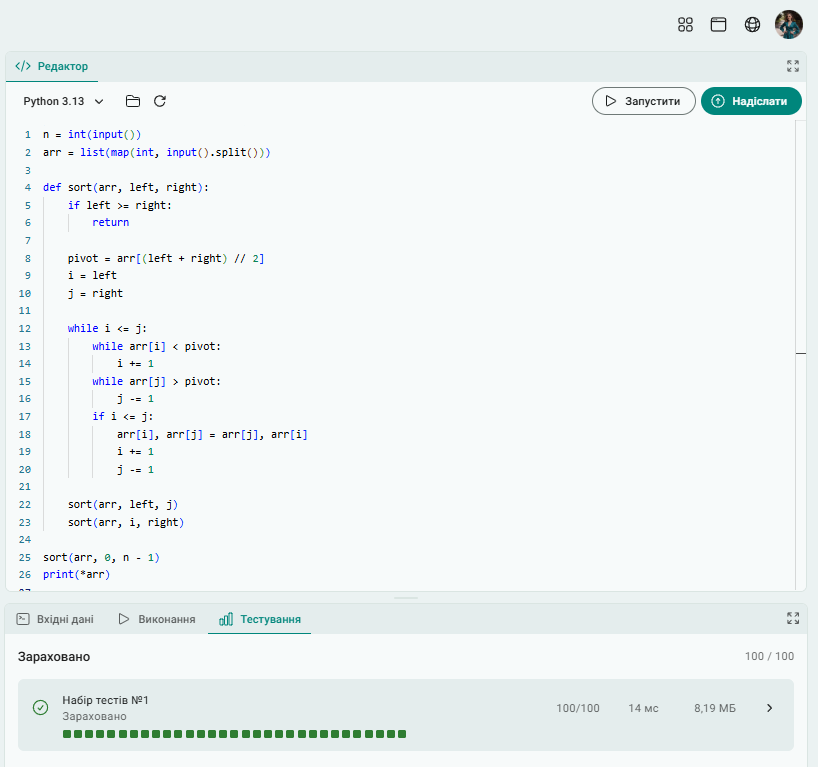 </> Редактор
Python 3.13
Запустити
Надіслати
1 n = int(input())
2 arr = list(map(int, input().split()))
3
4 def sort(arr, left, right):
5     if left >= right:
6         return
7
8     pivot = arr[(left + right) // 2]
9     i = left
10     j = right
11
12     while i <= j:
13         while arr[i] < pivot:
14             i += 1
15         while arr[j] > pivot:
16             j -= 1
17         if i <= j:
18             arr[i], arr[j] = arr[j], arr[i]
19             i += 1
20             j -= 1
21
22     sort(arr, left, j)
23     sort(arr, i, right)
24
25 sort(arr, 0, n - 1)
26 print(*arr)
Вхідні дані
Виконання
Тестування
Зараховано
100 / 100
Набір тестів №1
Зараховано
100/100
14 мс
8,19 МБ